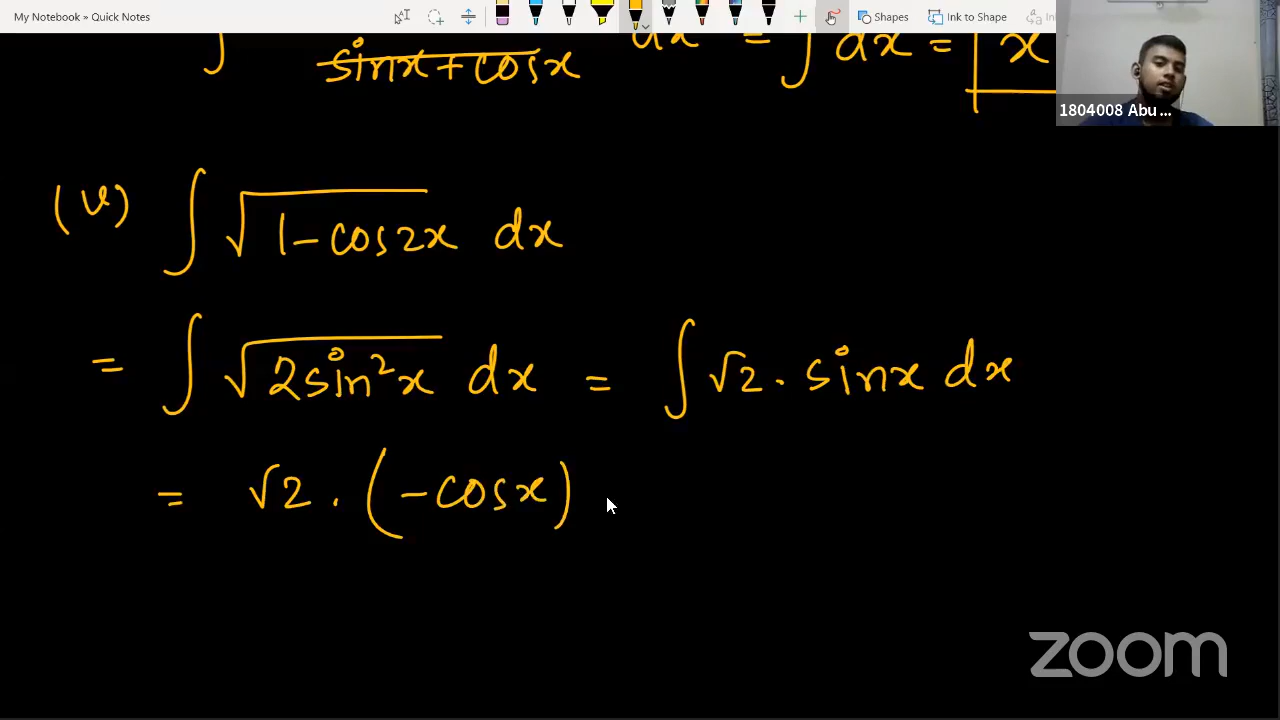 My Notebook » Quick Notes
Shapes
Ink to Shape
In
∫ sinx+cosx dx = ∫ dx = x
1804008 Abu ...
(v) ∫ √1-cos2x dx
= ∫ √2sin²x dx = ∫ √2 · sinx dx
= √2 · (-cosx)
zoom